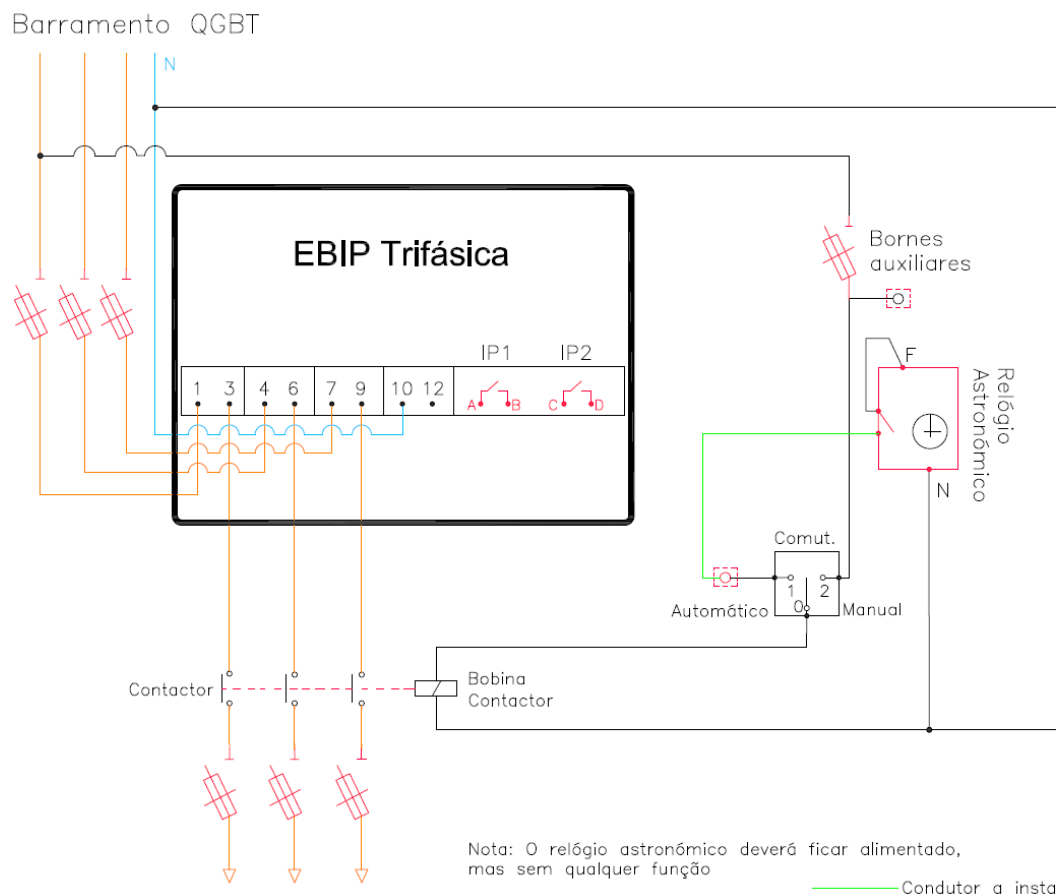 Barramento QGBT
N
EBIP Trifásica
Bornes
auxiliares
IP1
IP2
1 3 4 6 7 9 10 12
A B C D
F
Relógio
Astronómico
N
Comut.
1 2
0
Automático
Manual
Contactor
Bobina
Contactor
Nota: O relógio astronómico deverá ficar alimentado,
mas sem qualquer função
Condutor a insta